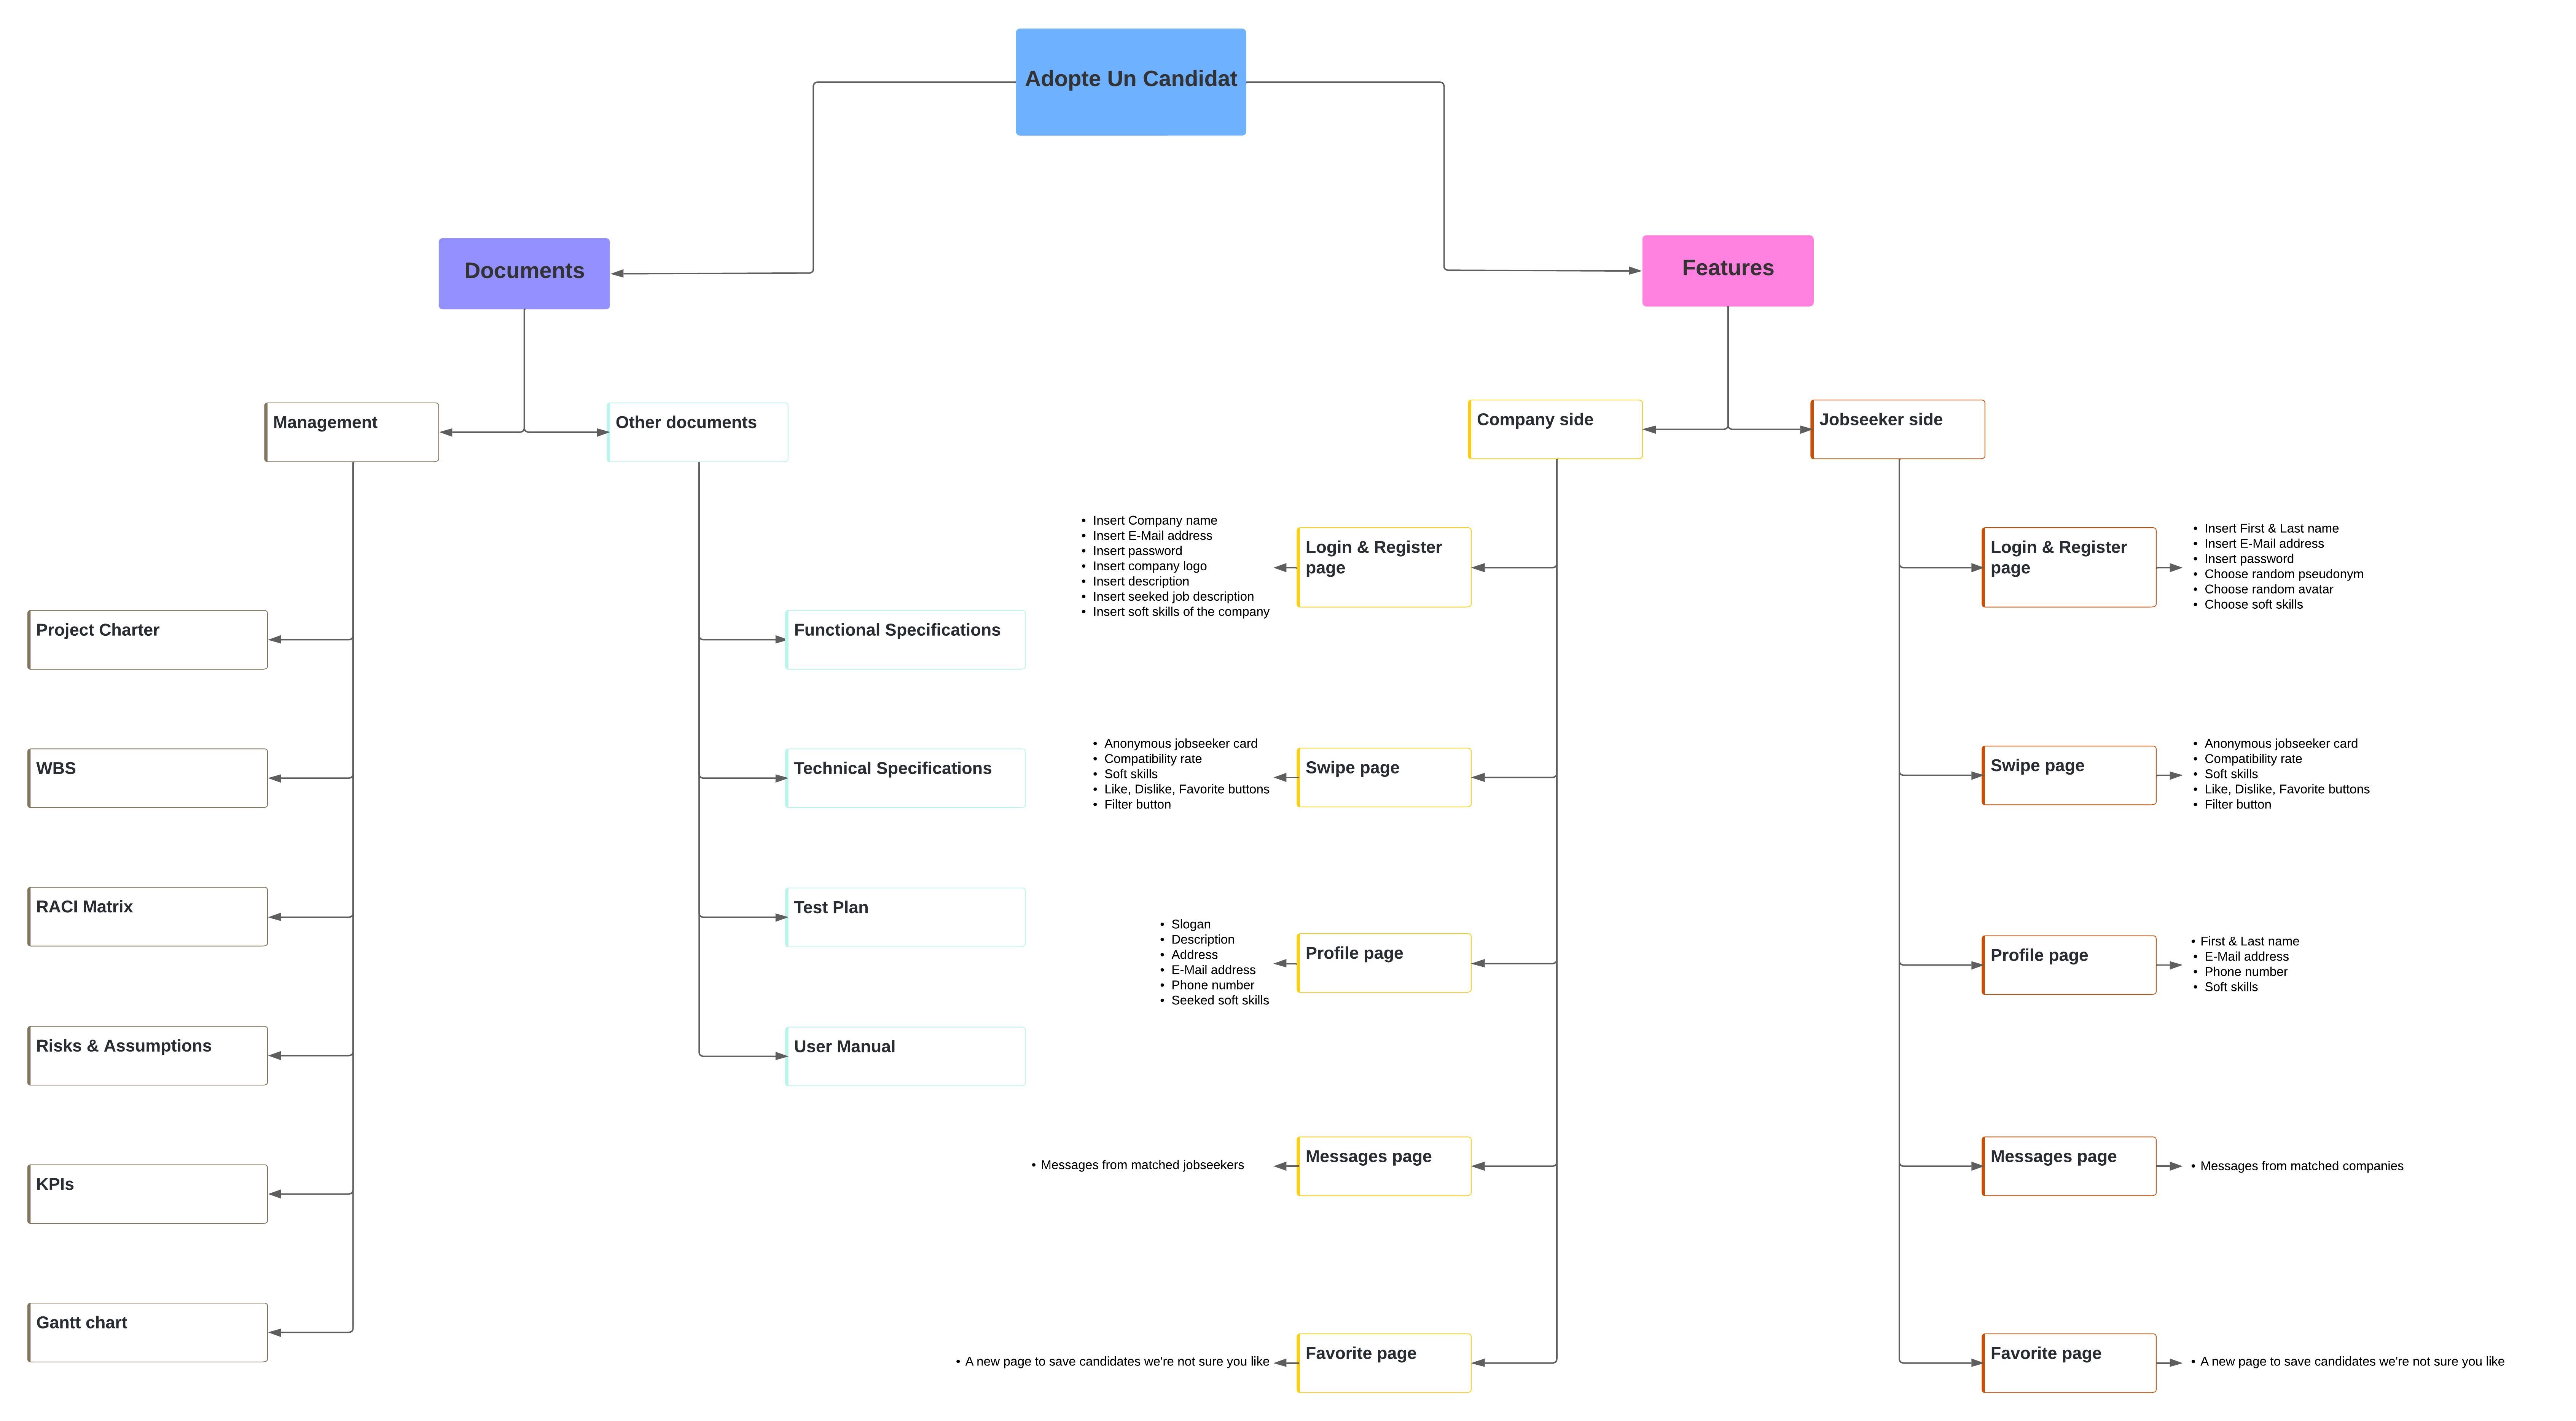 Adopte Un Candidat
Documents
Features
Management
Other documents
Company side
Jobseeker side
Project Charter
WBS
RACI Matrix
Risks & Assumptions
KPIs
Gantt chart
Functional Specifications
Technical Specifications
Test Plan
User Manual
• Insert Company name
• Insert E-Mail address
• Insert password
• Insert company logo
• Insert description
• Insert seeked job description
• Insert soft skills of the company
Login & Register
page
• Anonymous jobseeker card
• Compatibility rate
• Soft skills
• Like, Dislike, Favorite buttons
• Filter button
Swipe page
• Slogan
• Description
• Address
• E-Mail address
• Phone number
• Seeked soft skills
Profile page
• Messages from matched jobseekers
Messages page
• A new page to save candidates we're not sure you like
Favorite page
Login & Register
page
• Insert First & Last name
• Insert E-Mail address
• Insert password
• Choose random pseudonym
• Choose random avatar
• Choose soft skills
Swipe page
• Anonymous jobseeker card
• Compatibility rate
• Soft skills
• Like, Dislike, Favorite buttons
• Filter button
Profile page
• First & Last name
• E-Mail address
• Phone number
• Soft skills
Messages page
• Messages from matched companies
Favorite page
• A new page to save candidates we're not sure you like